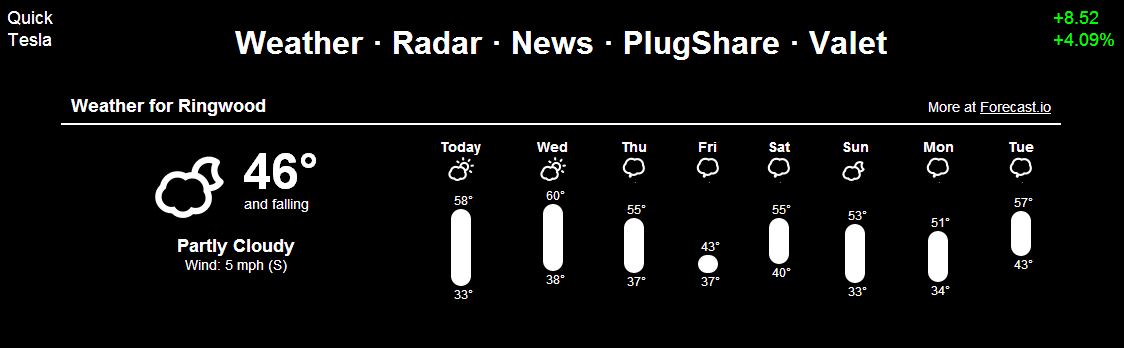 Quick
Tesla
+8.52
+4.09%
Weather · Radar · News · PlugShare · Valet
Weather for Ringwood
More at Forecast.io
46°
and falling
Partly Cloudy
Wind: 5 mph (S)
Today Wed Thu Fri Sat Sun Mon Tue
58° 60° 55° 43° 55° 53° 51° 57°
33° 38° 37° 37° 40° 33° 34° 43°